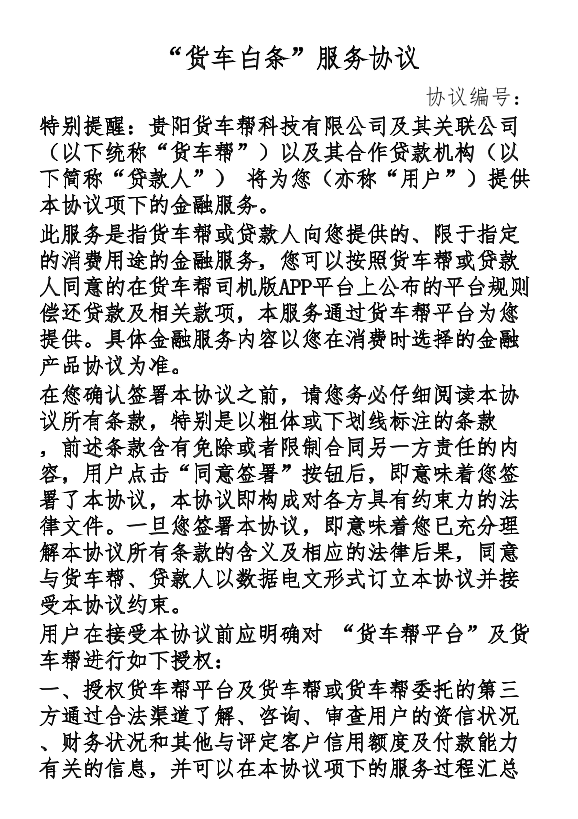 “货车白条”服务协议
协议编号：
特别提醒：贵阳货车帮科技有限公司及其关联公司
（以下统称“货车帮”）以及其合作贷款机构（以
下简称“贷款人”） 将为您（亦称“用户”）提供
本协议项下的金融服务。
此服务是指货车帮或贷款人向您提供的、限于指定
的消费用途的金融服务，您可以按照货车帮或贷款
人同意的在货车帮司机版APP平台上公布的平台规则
偿还贷款及相关款项，本服务通过货车帮平台为您
提供。具体金融服务内容以您在消费时选择的金融
产品协议为准。
在您确认签署本协议之前，请您务必仔细阅读本协
议所有条款，特别是以粗体或下划线标注的条款
，前述条款含有免除或者限制合同另一方责任的内
容，用户点击“同意签署”按钮后，即意味着您签
署了本协议，本协议即构成对各方具有约束力的法
律文件。一旦您签署本协议，即意味着您已充分理
解本协议所有条款的含义及相应的法律后果，同意
与货车帮、贷款人以数据电文形式订立本协议并接
受本协议约束。
用户在接受本协议前应明确对 “货车帮平台”及货
车帮进行如下授权：
一、授权货车帮平台及货车帮或货车帮委托的第三
方通过合法渠道了解、咨询、审查用户的资信状况
、财务状况和其他与评定客户信用额度及付款能力
有关的信息，并可以在本协议项下的服务过程汇总